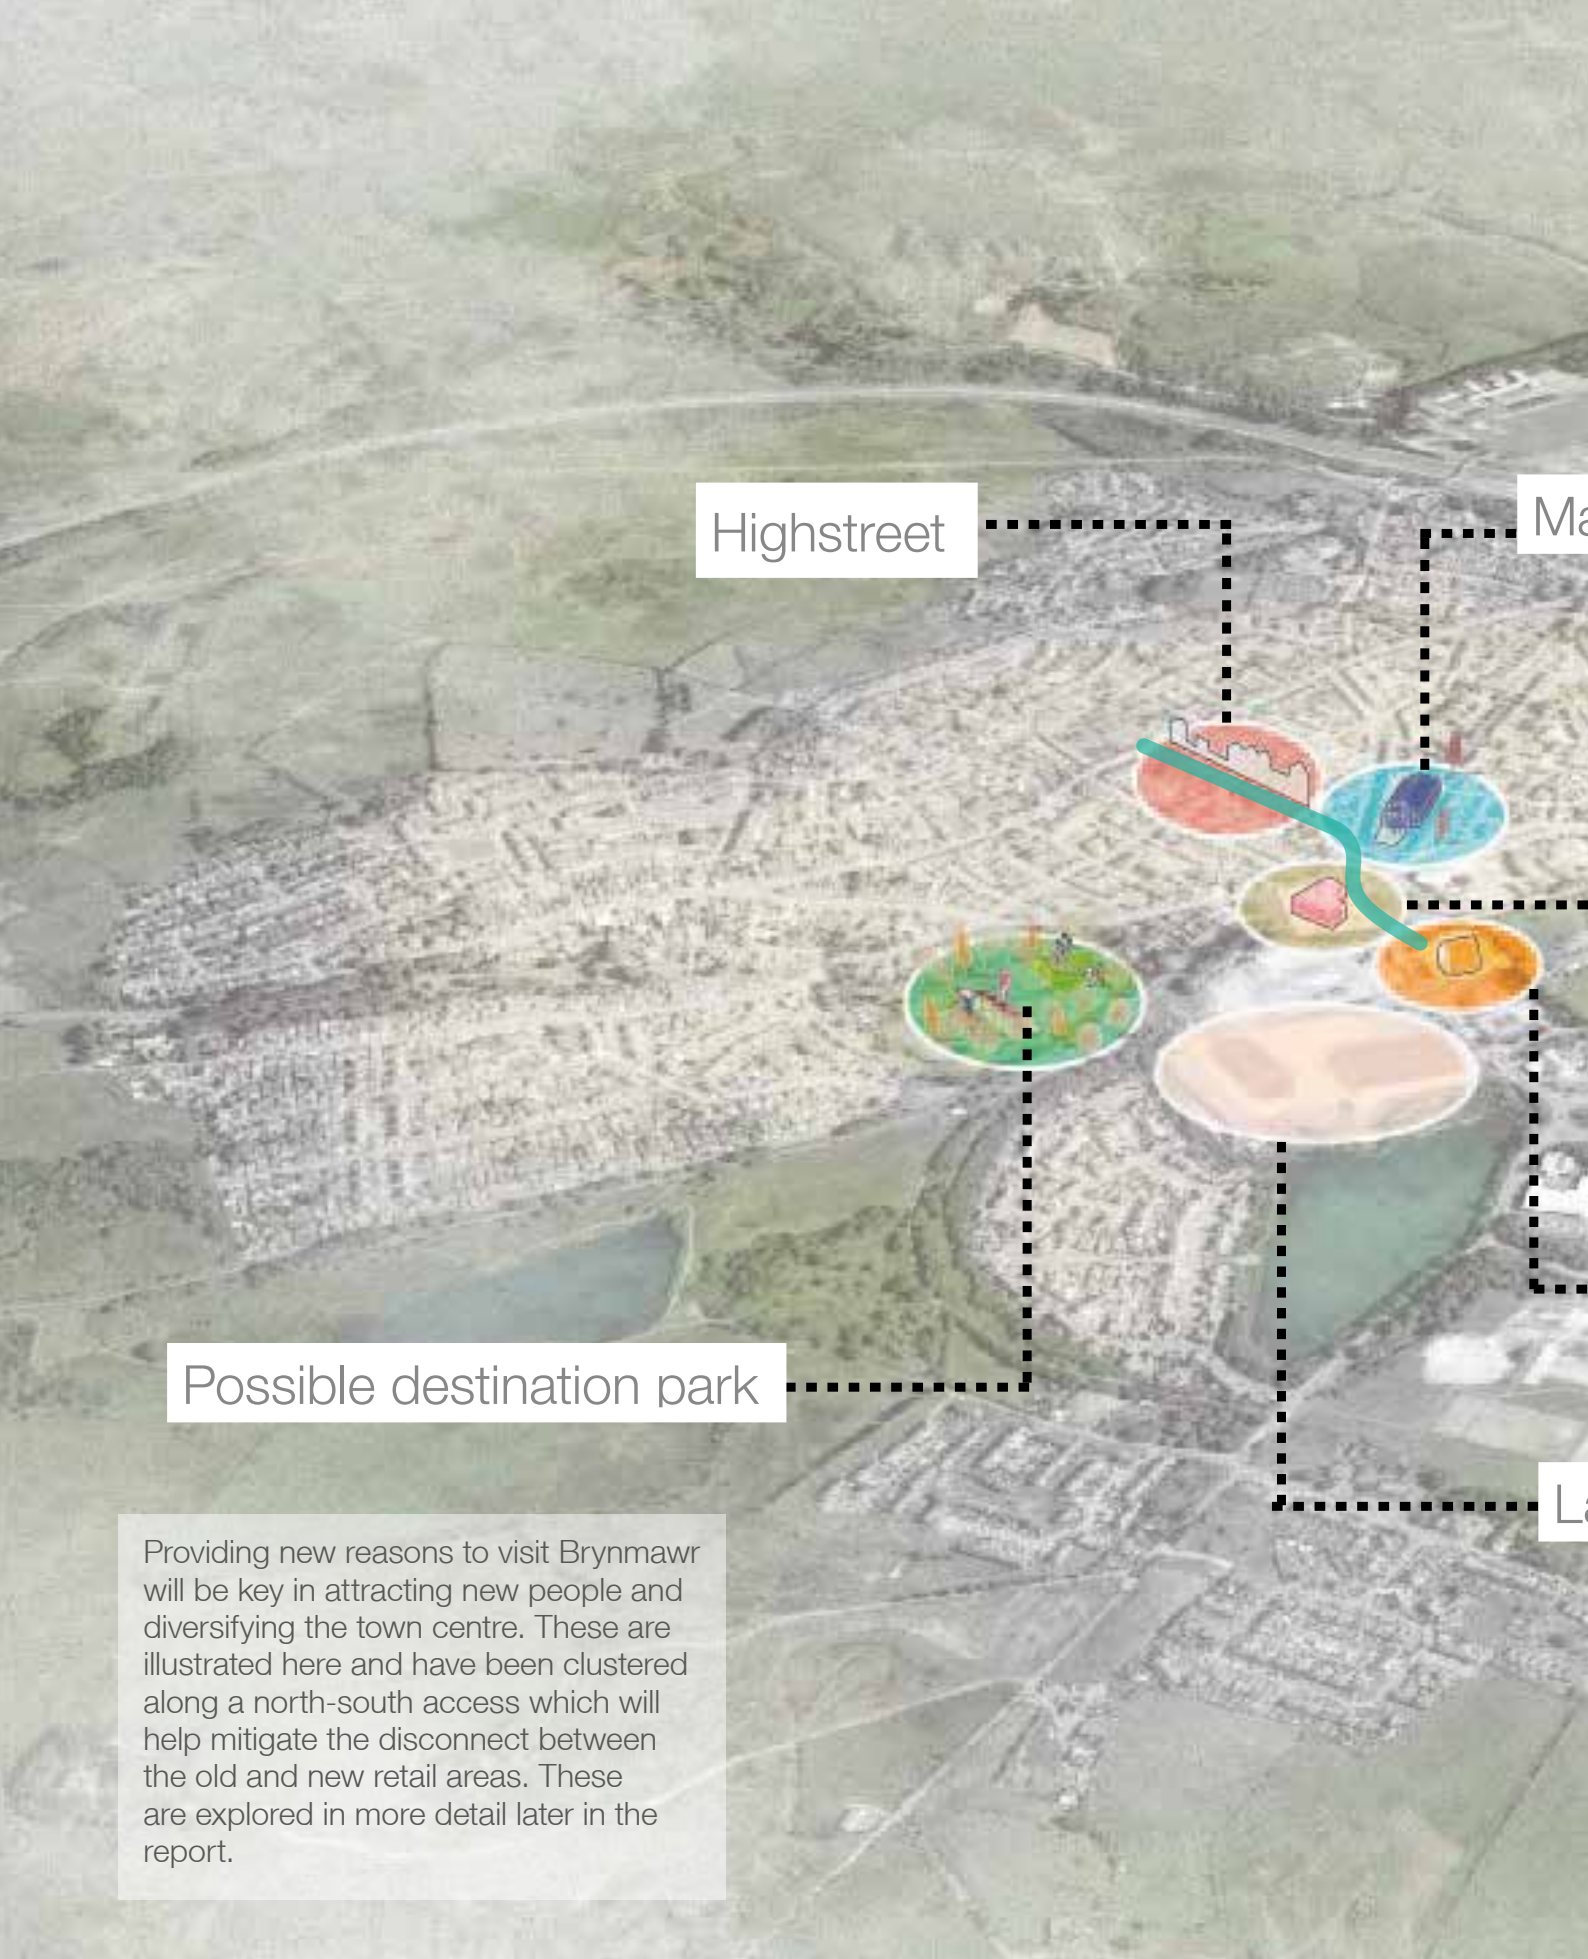 Highstreet
Ma
Possible destination park
La
Providing new reasons to visit Brynmawr
will be key in attracting new people and
diversifying the town centre. These are
illustrated here and have been clustered
along a north-south access which will
help mitigate the disconnect between
the old and new retail areas. These
are explored in more detail later in the
report.